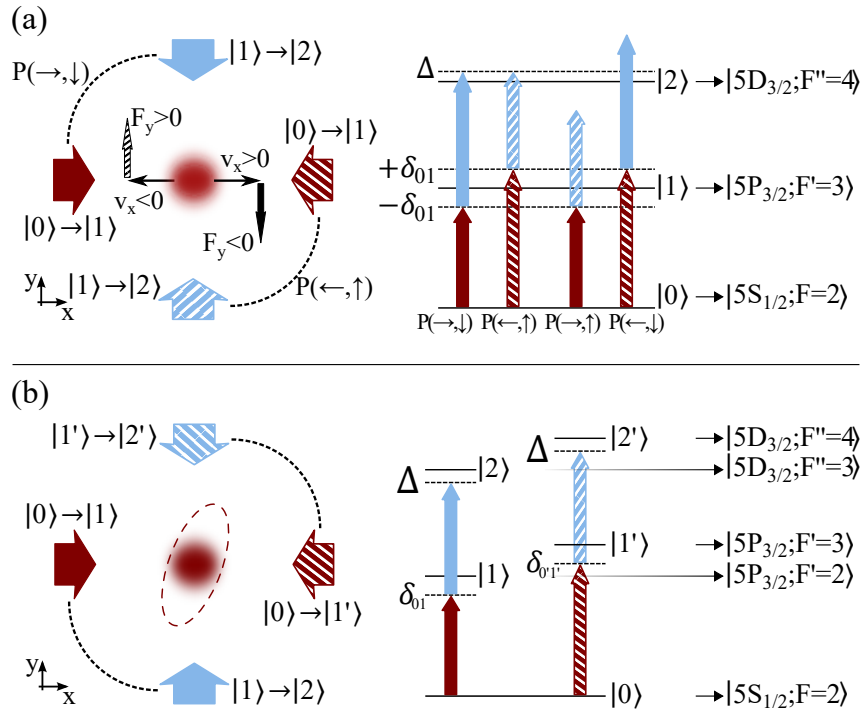 (a)
|1⟩→|2⟩
P(→,↓)
F_y>0
v_x>0
|0⟩→|1⟩
v_x<0
|0⟩→|1⟩
F_y<0
|1⟩→|2⟩
P(←,↑)
y
x
Δ
|2⟩ →|5D_{3/2};F''=4⟩
+δ_{01}
|1⟩ →|5P_{3/2};F'=3⟩
−δ_{01}
|0⟩ →|5S_{1/2};F=2⟩
P(→,↓) P(←,↑) P(→,↑) P(←,↓)
(b)
|1'⟩→|2'⟩
|0⟩→|1⟩
|0⟩→|1'⟩
|1⟩→|2⟩
y
x
|2'⟩ →|5D_{3/2};F''=4⟩
Δ
|2⟩ →|5D_{3/2};F''=3⟩
Δ
|1'⟩ →|5P_{3/2};F'=3⟩
δ_{0'1'}
|1⟩ →|5P_{3/2};F'=2⟩
δ_{01}
|0⟩ →|5S_{1/2};F=2⟩